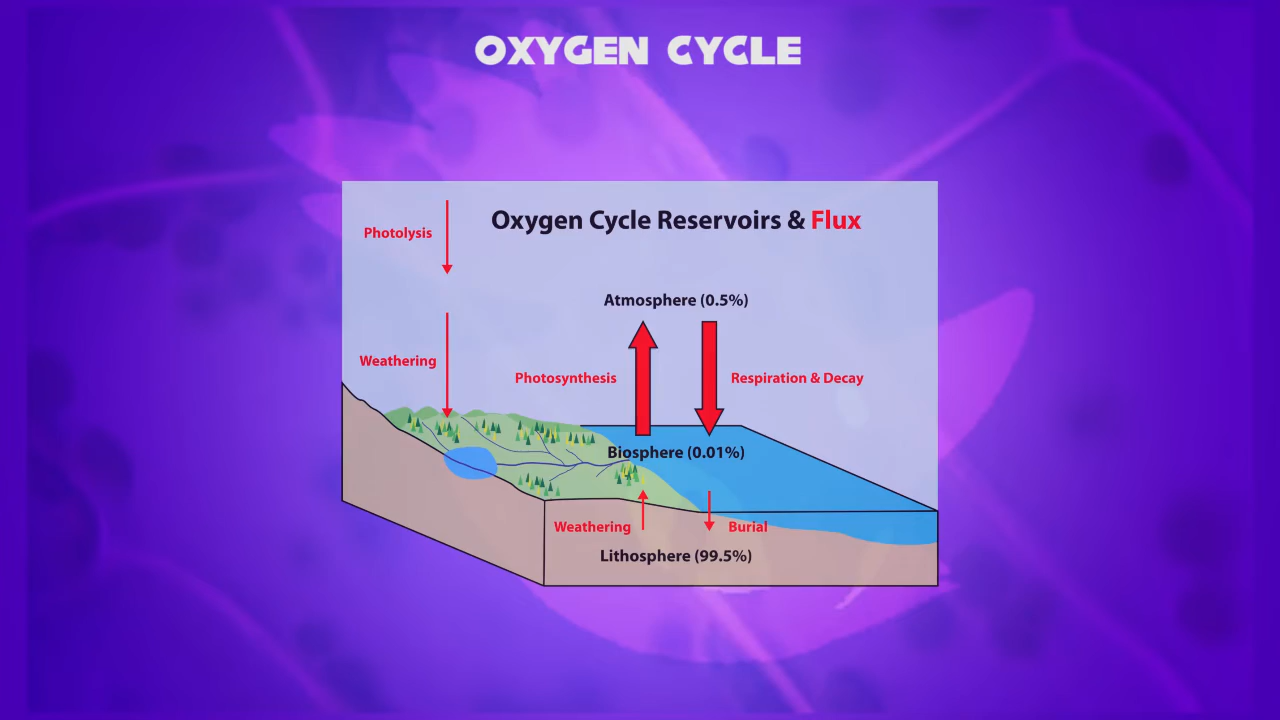 OXYGEN CYCLE
Oxygen Cycle Reservoirs & Flux
Photolysis
Atmosphere (0.5%)
Weathering
Photosynthesis
Respiration & Decay
Biosphere (0.01%)
Weathering
Burial
Lithosphere (99.5%)